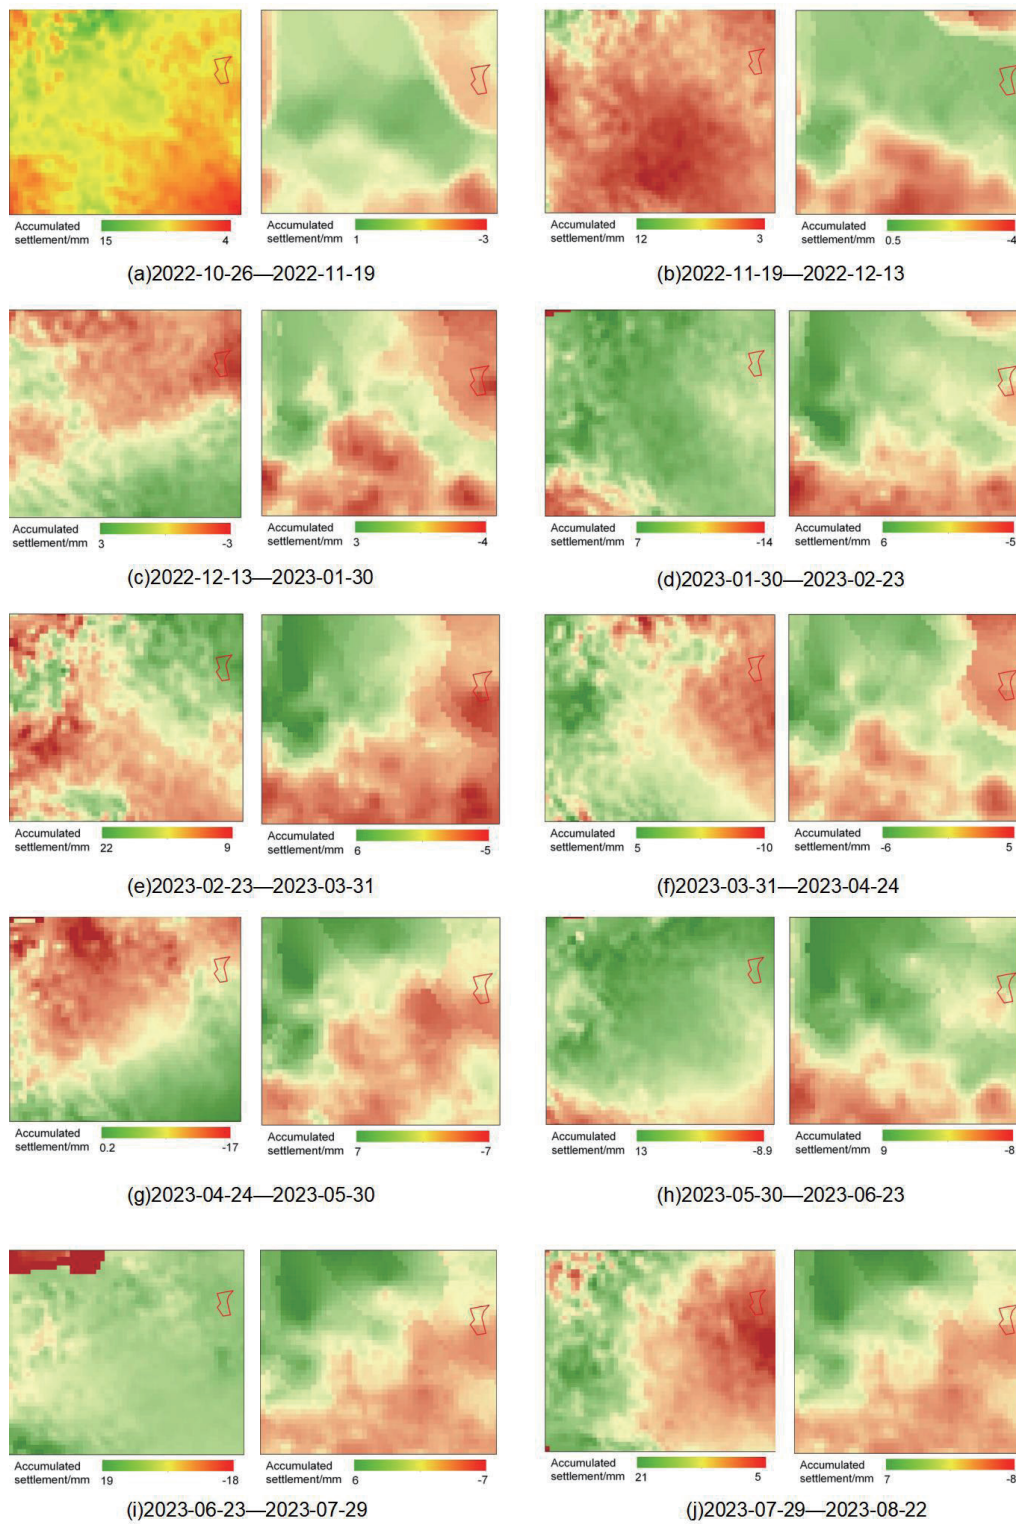 Accumulated
settlement/mm 15 4
Accumulated
settlement/mm 1 -3
(a)2022-10-26—2022-11-19
Accumulated
settlement/mm 12 3
Accumulated
settlement/mm 0.5 -4
(b)2022-11-19—2022-12-13
Accumulated
settlement/mm 3 -3
Accumulated
settlement/mm 3 -4
(c)2022-12-13—2023-01-30
Accumulated
settlement/mm 7 -14
Accumulated
settlement/mm 6 -5
(d)2023-01-30—2023-02-23
Accumulated
settlement/mm 22 9
Accumulated
settlement/mm 6 -5
(e)2023-02-23—2023-03-31
Accumulated
settlement/mm 5 -10
Accumulated
settlement/mm -6 5
(f)2023-03-31—2023-04-24
Accumulated
settlement/mm 0.2 -17
Accumulated
settlement/mm 7 -7
(g)2023-04-24—2023-05-30
Accumulated
settlement/mm 13 -8.9
Accumulated
settlement/mm 9 -8
(h)2023-05-30—2023-06-23
Accumulated
settlement/mm 19 -18
Accumulated
settlement/mm 6 -7
(i)2023-06-23—2023-07-29
Accumulated
settlement/mm 21 5
Accumulated
settlement/mm 7 -8
(j)2023-07-29—2023-08-22